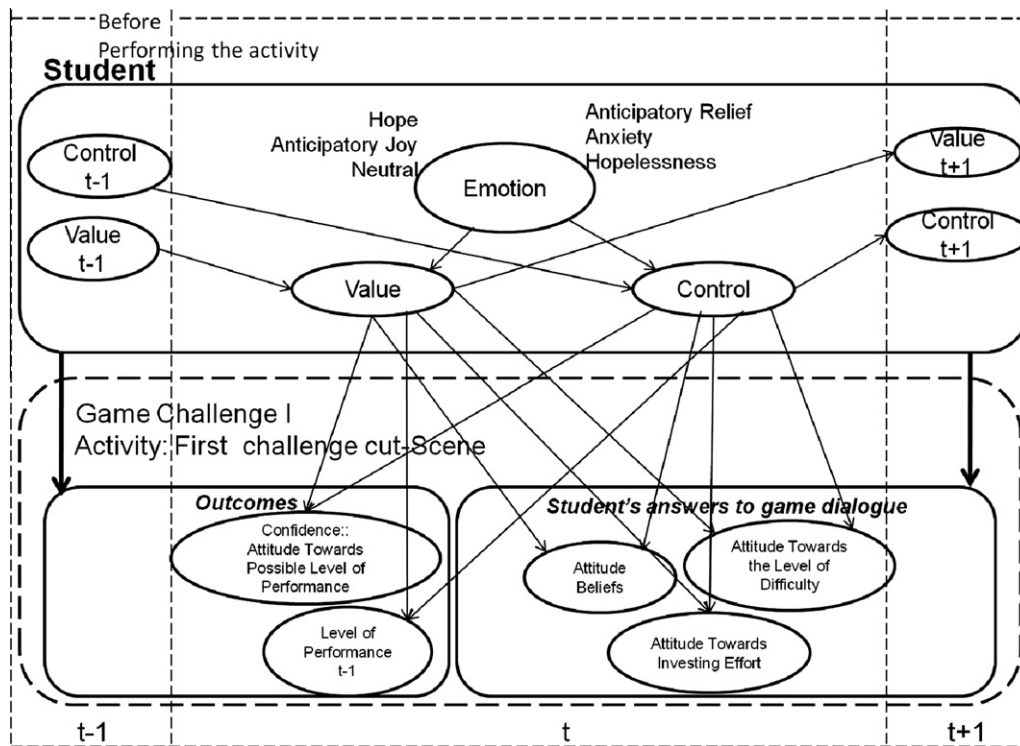 Before
Performing the activity
Student
Control
t-1
Value
t-1
Hope
Anticipatory Joy
Neutral
Emotion
Anticipatory Relief
Anxiety
Hopelessness
Value
t+1
Control
t+1
Value
Control
Game Challenge I
Activity: First challenge cut-Scene
Outcomes
Confidence::
Attitude Towards
Possible Level of
Performance
Level of
Performance
t-1
Student's answers to game dialogue
Attitude
Beliefs
Attitude Towards
the Level of
Difficulty
Attitude Towards
Investing Effort
t-1
t
t+1